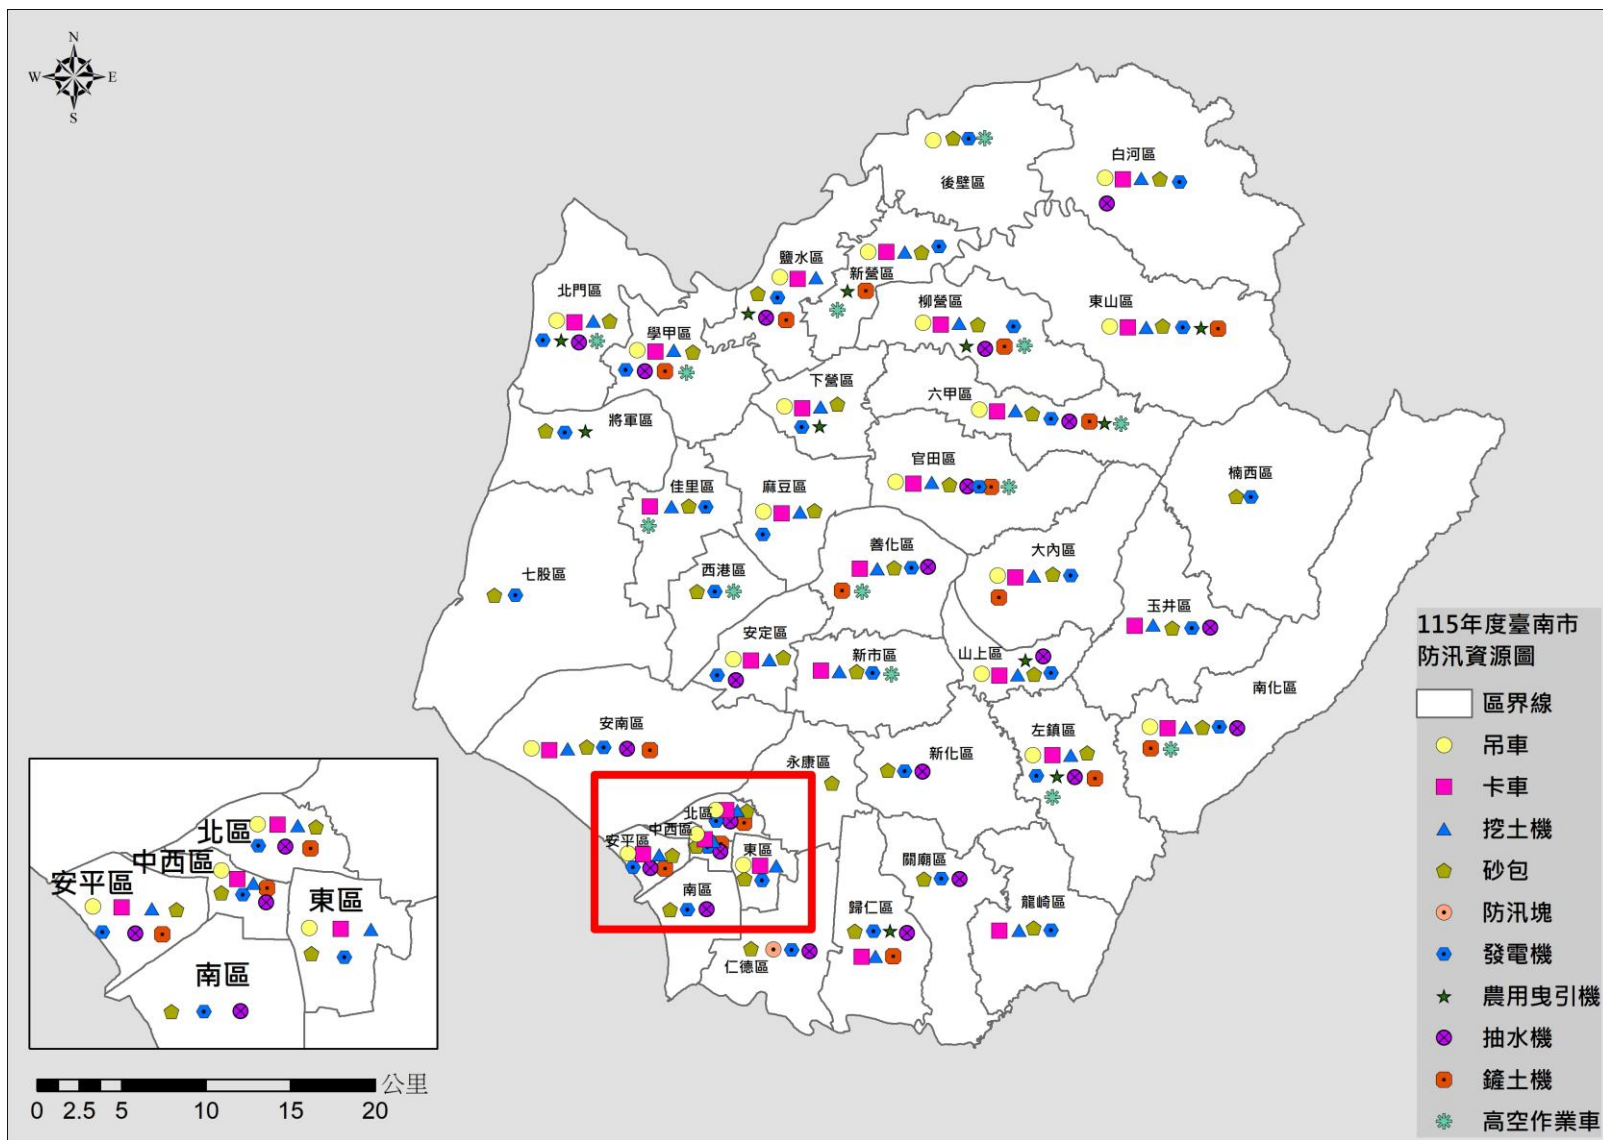 N
W
E
S
白河區
後壁區
鹽水區
新營區
北門區
柳營區
東山區
學甲區
下營區
六甲區
將軍區
官田區
楠西區
佳里區
麻豆區
善化區
大內區
七股區
西港區
玉井區
安定區
新市區
山上區
南化區
安南區
左鎮區
新化區
永康區
北區
中西區
安平區
東區
關廟區
南區
龍崎區
歸仁區
仁德區
北區
中西區
安平區
東區
南區
公里
0 2.5 5 10 15 20
115年度臺南市
防汛資源圖
區界線
吊車
卡車
挖土機
砂包
防汛塊
發電機
農用曳引機
抽水機
鏟土機
高空作業車